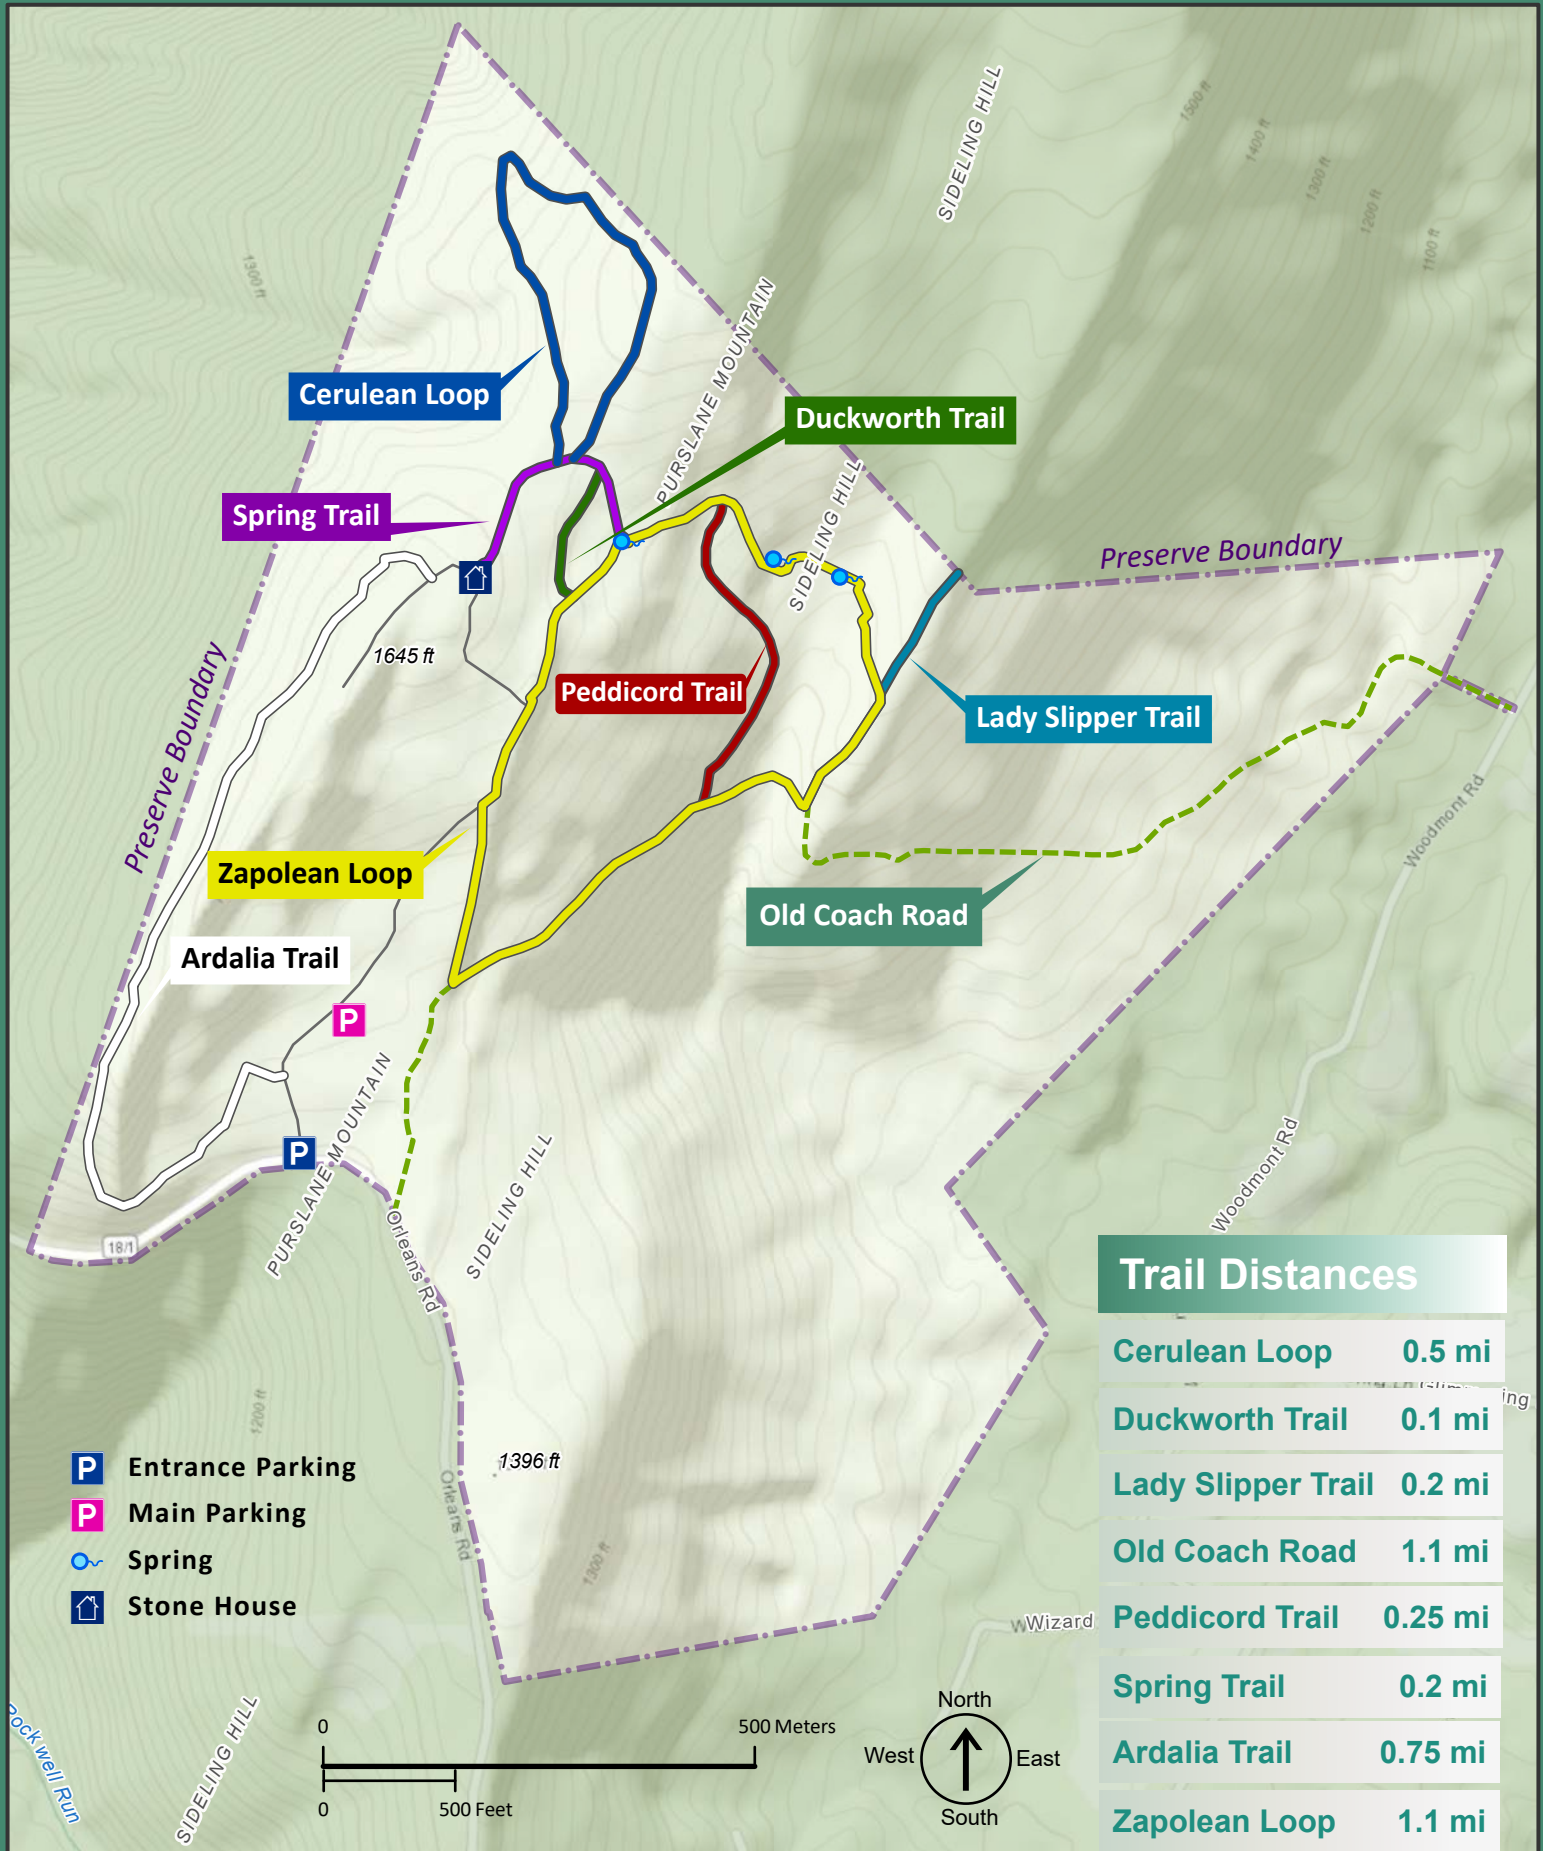 SIDELING HILL
1500 ft
1400 ft
1300 ft
1200 ft
1100 ft
1300 ft
PURSLANE MOUNTAIN
Cerulean Loop
Duckworth Trail
Spring Trail
SIDELING HILL
Preserve Boundary
1645 ft
Peddicord Trail
Lady Slipper Trail
Preserve Boundary
Woodmont Rd
Zapolean Loop
Old Coach Road
Ardalia Trail
P
PURSLANE MOUNTAIN
P
SIDELING HILL
Woodmont Rd
18/1
Orleans Rd
Trail Distances
Cerulean Loop 0.5 mi
Duckworth Trail 0.1 mi
Lady Slipper Trail 0.2 mi
Old Coach Road 1.1 mi
Peddicord Trail 0.25 mi
Spring Trail 0.2 mi
Ardalia Trail 0.75 mi
Zapolean Loop 1.1 mi
1200 ft
1396 ft
Orleans Rd
1300 ft
P Entrance Parking
P Main Parking
Spring
Stone House
Wizard
Rockwell Run
SIDELING HILL
0 500 Meters
0 500 Feet
North
West East
South